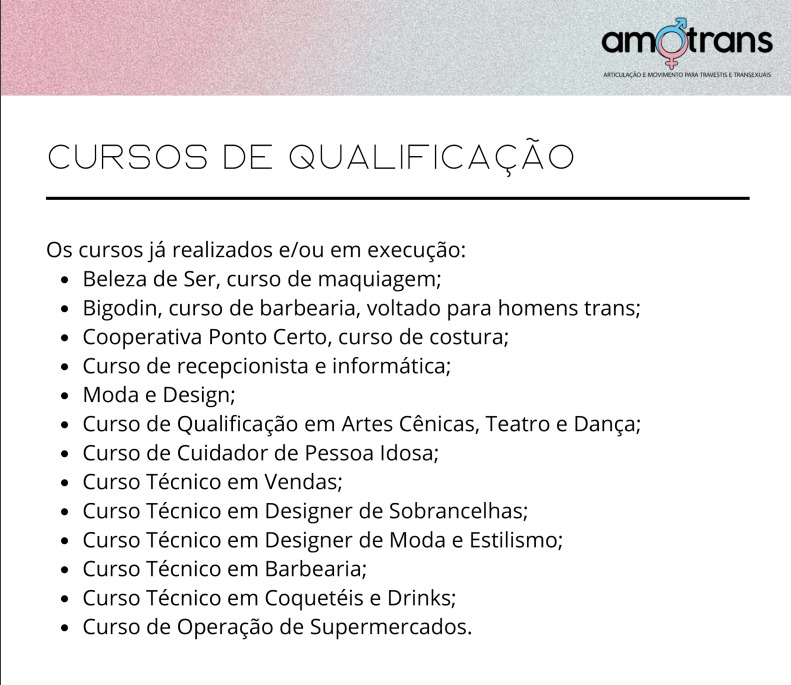 amotrans
ARTICULAÇÃO E MOVIMENTO PARA TRAVESTIS E TRANSEXUAIS
CURSOS DE QUALIFICAÇÃO
Os cursos já realizados e/ou em execução:
• Beleza de Ser, curso de maquiagem;
• Bigodin, curso de barbearia, voltado para homens trans;
• Cooperativa Ponto Certo, curso de costura;
• Curso de recepcionista e informática;
• Moda e Design;
• Curso de Qualificação em Artes Cênicas, Teatro e Dança;
• Curso de Cuidador de Pessoa Idosa;
• Curso Técnico em Vendas;
• Curso Técnico em Designer de Sobrancelhas;
• Curso Técnico em Designer de Moda e Estilismo;
• Curso Técnico em Barbearia;
• Curso Técnico em Coquetéis e Drinks;
• Curso de Operação de Supermercados.